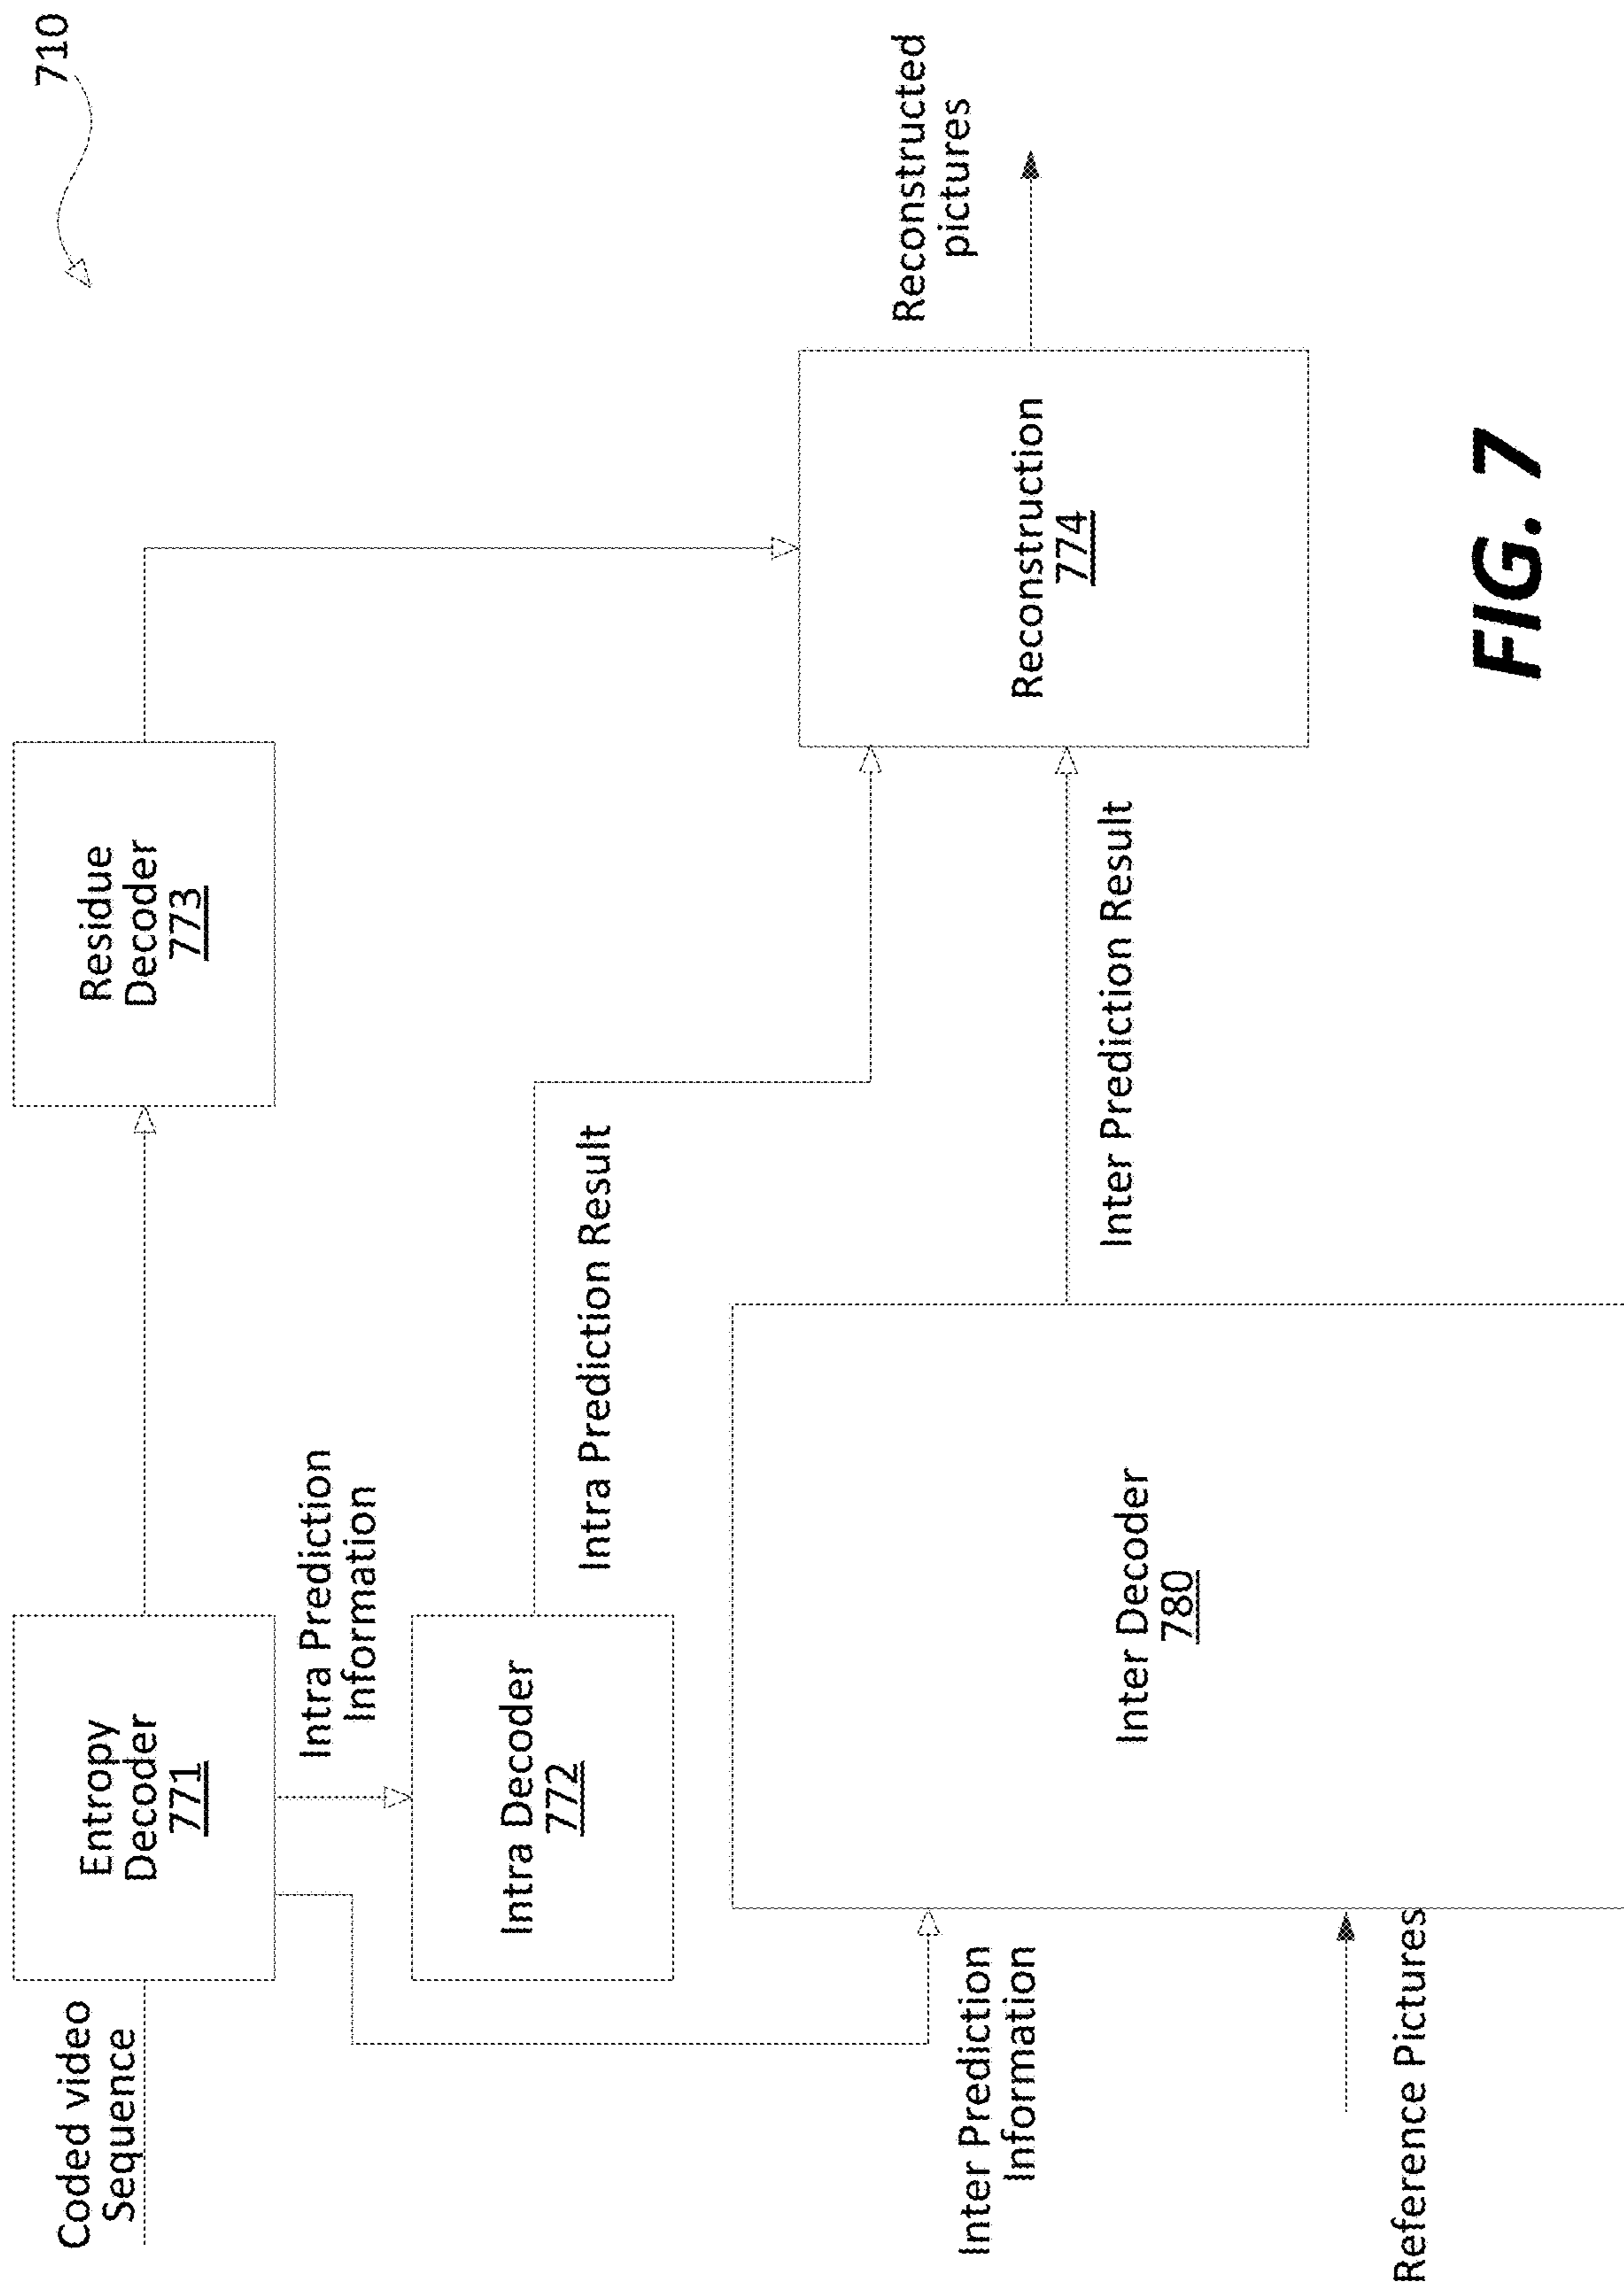 710
Coded video
Sequence
Entropy
Decoder
771
Residue
Decoder
773
Intra Prediction
Information
Intra Decoder
772
Intra Prediction Result
Reconstructed
pictures
Reconstruction
774
Inter Prediction
Information
Inter Decoder
780
Inter Prediction Result
Reference Pictures
FIG. 7